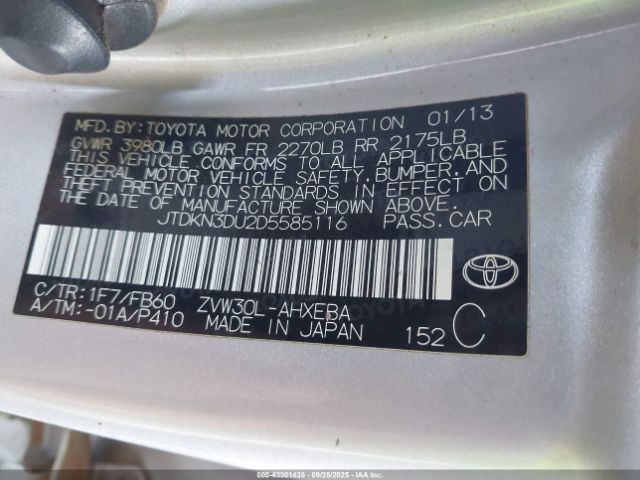 MFD.BY: TOYOTA MOTOR CORPORATION 01/13
GVWR 3980LB GAWR FR 2270LB RR 2175LB
THIS VEHICLE CONFORMS TO ALL APPLICABLE
FEDERAL MOTOR VEHICLE SAFETY, BUMPER, AND
THEFT PREVENTION STANDARDS IN EFFECT ON
THE DATE OF MANUFACTURE SHOWN ABOVE.
JTDKN3DU2D5585116 PASS.CAR
C/TR: 1F7/FB60 ZVW30L-AHXEBA
A/TM: -01A/P410 MADE IN JAPAN 152 C
00-43301435 - 09/25/2025 - IAAI.COM